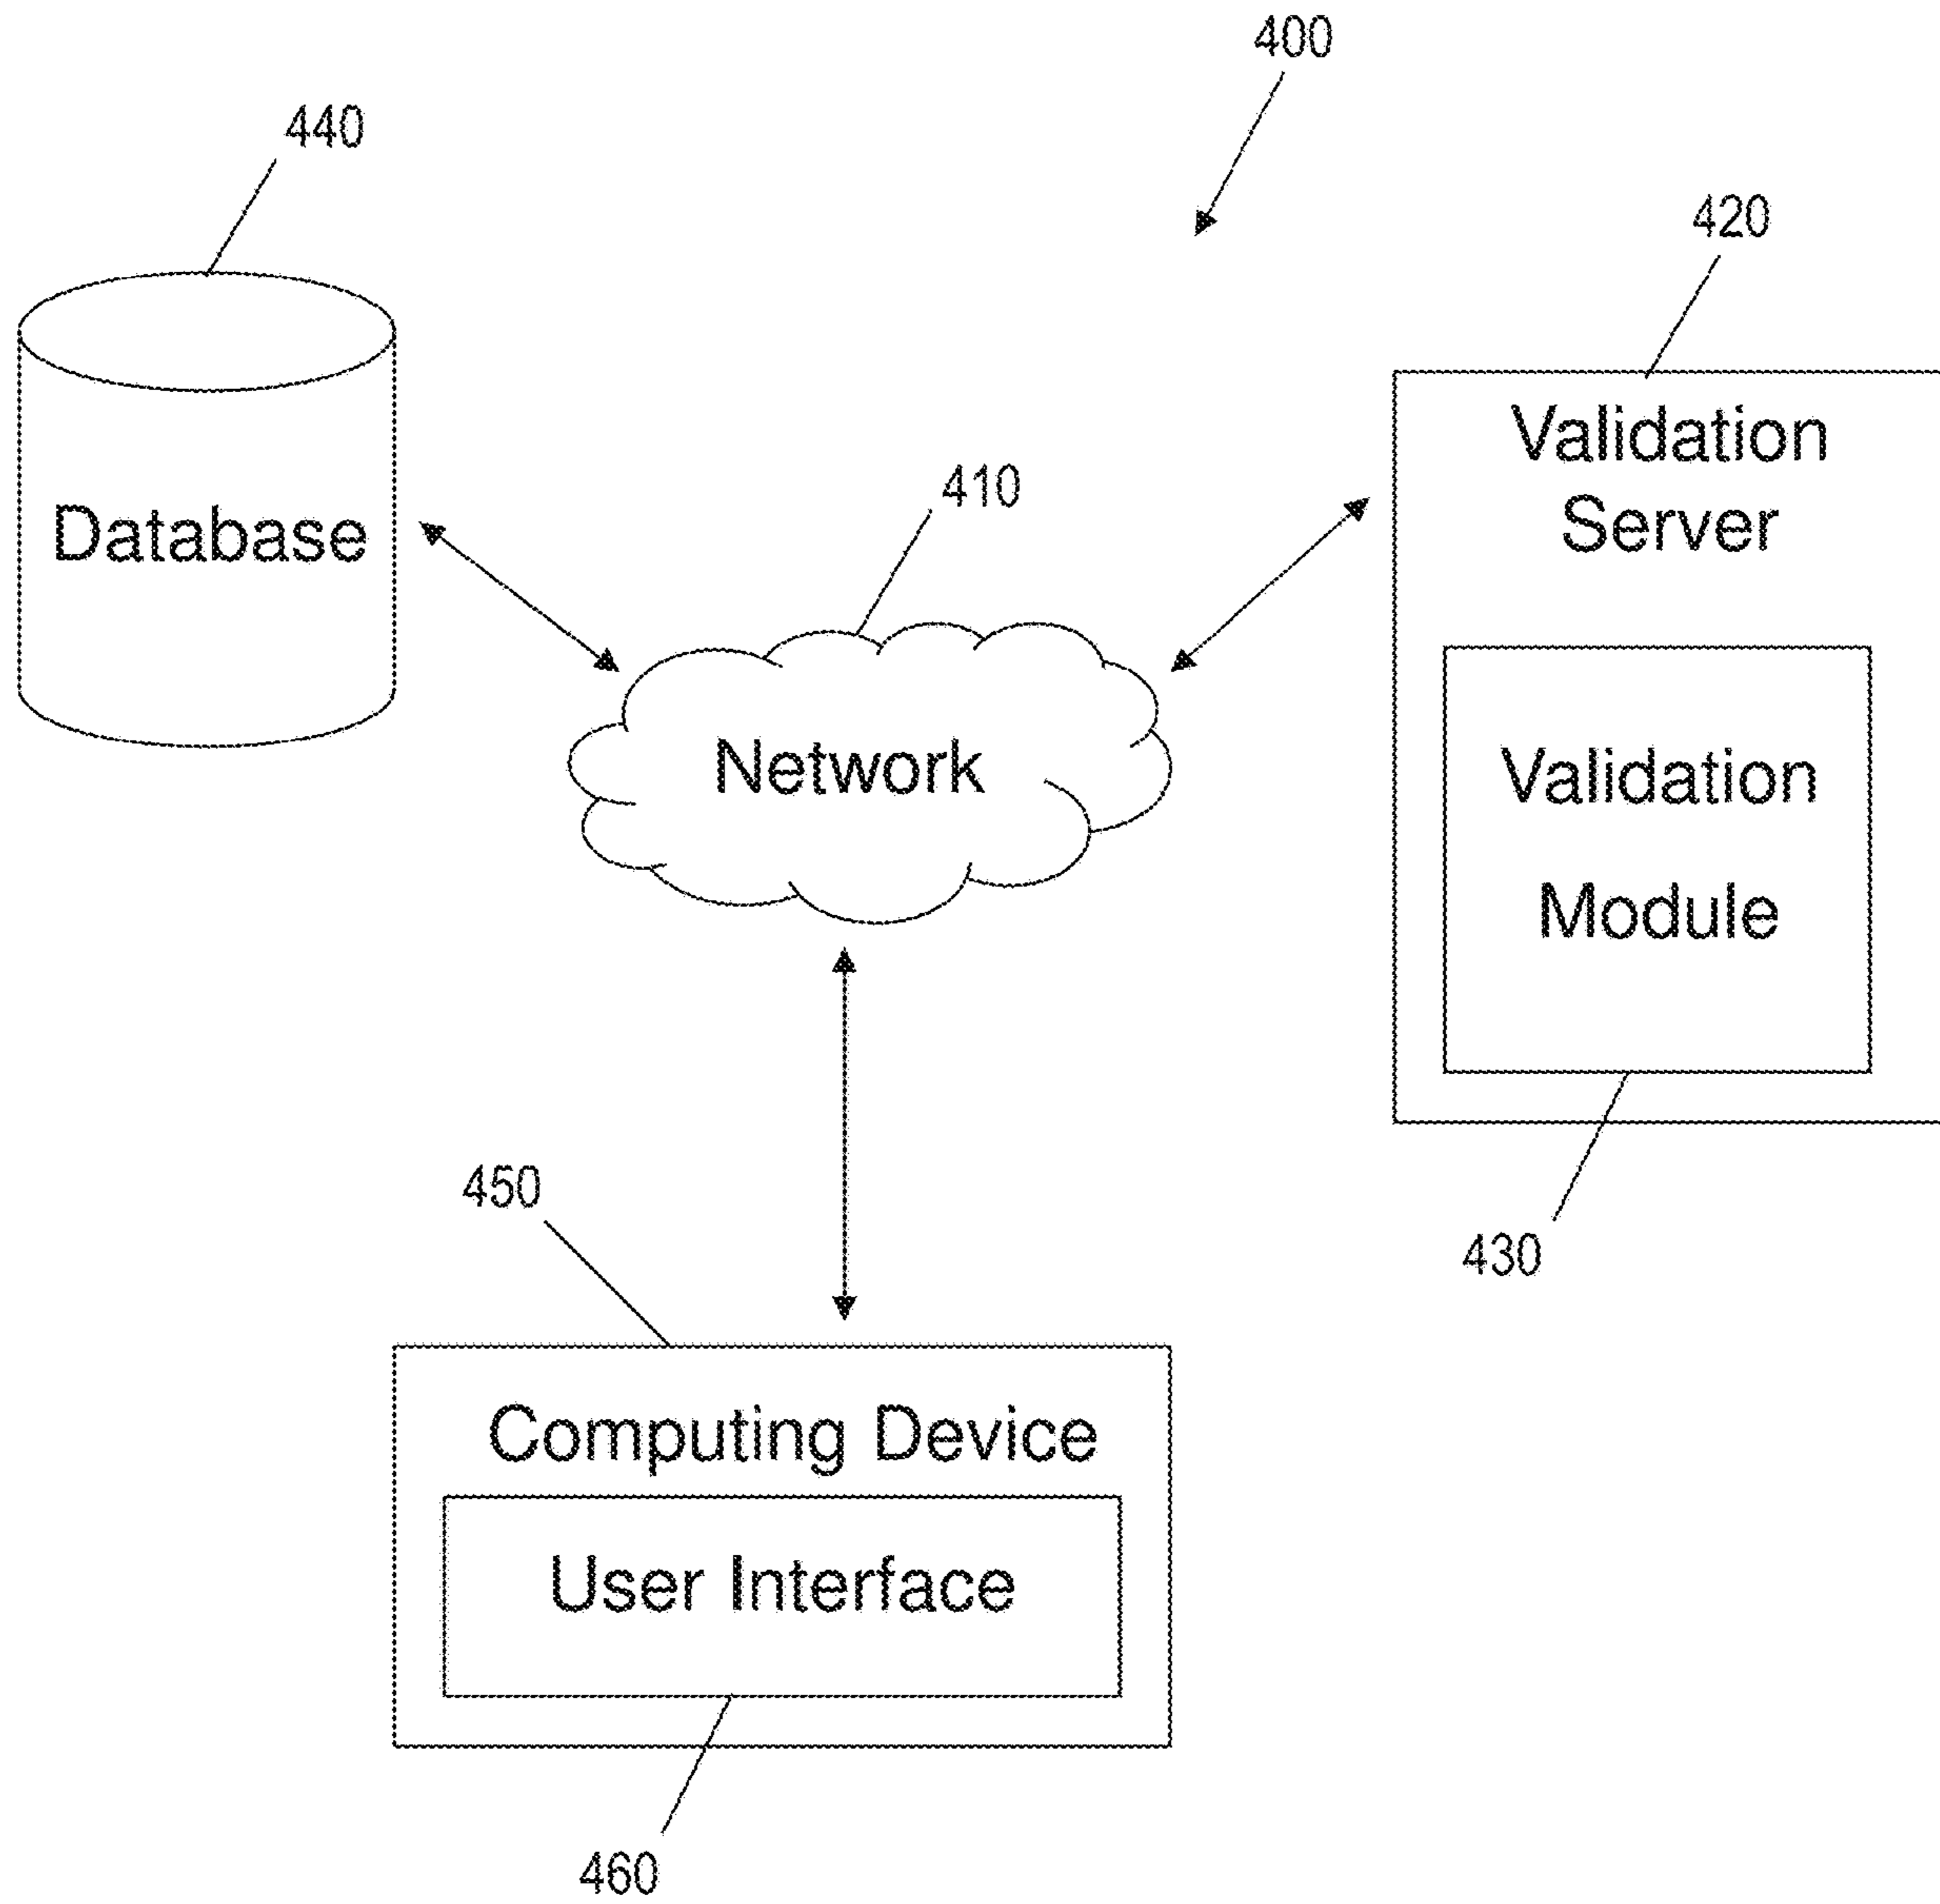 400
440
420
Validation
Server
410
Database
Network
Validation
Module
450
430
Computing Device
User Interface
460